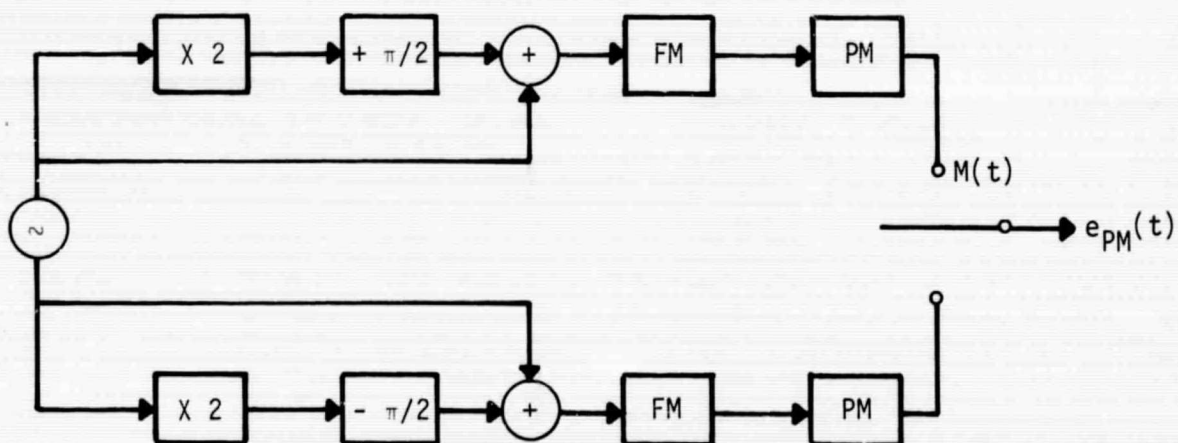 X 2
+ π/2
+
FM
PM
M(t)
~
e_PM(t)
X 2
- π/2
+
FM
PM